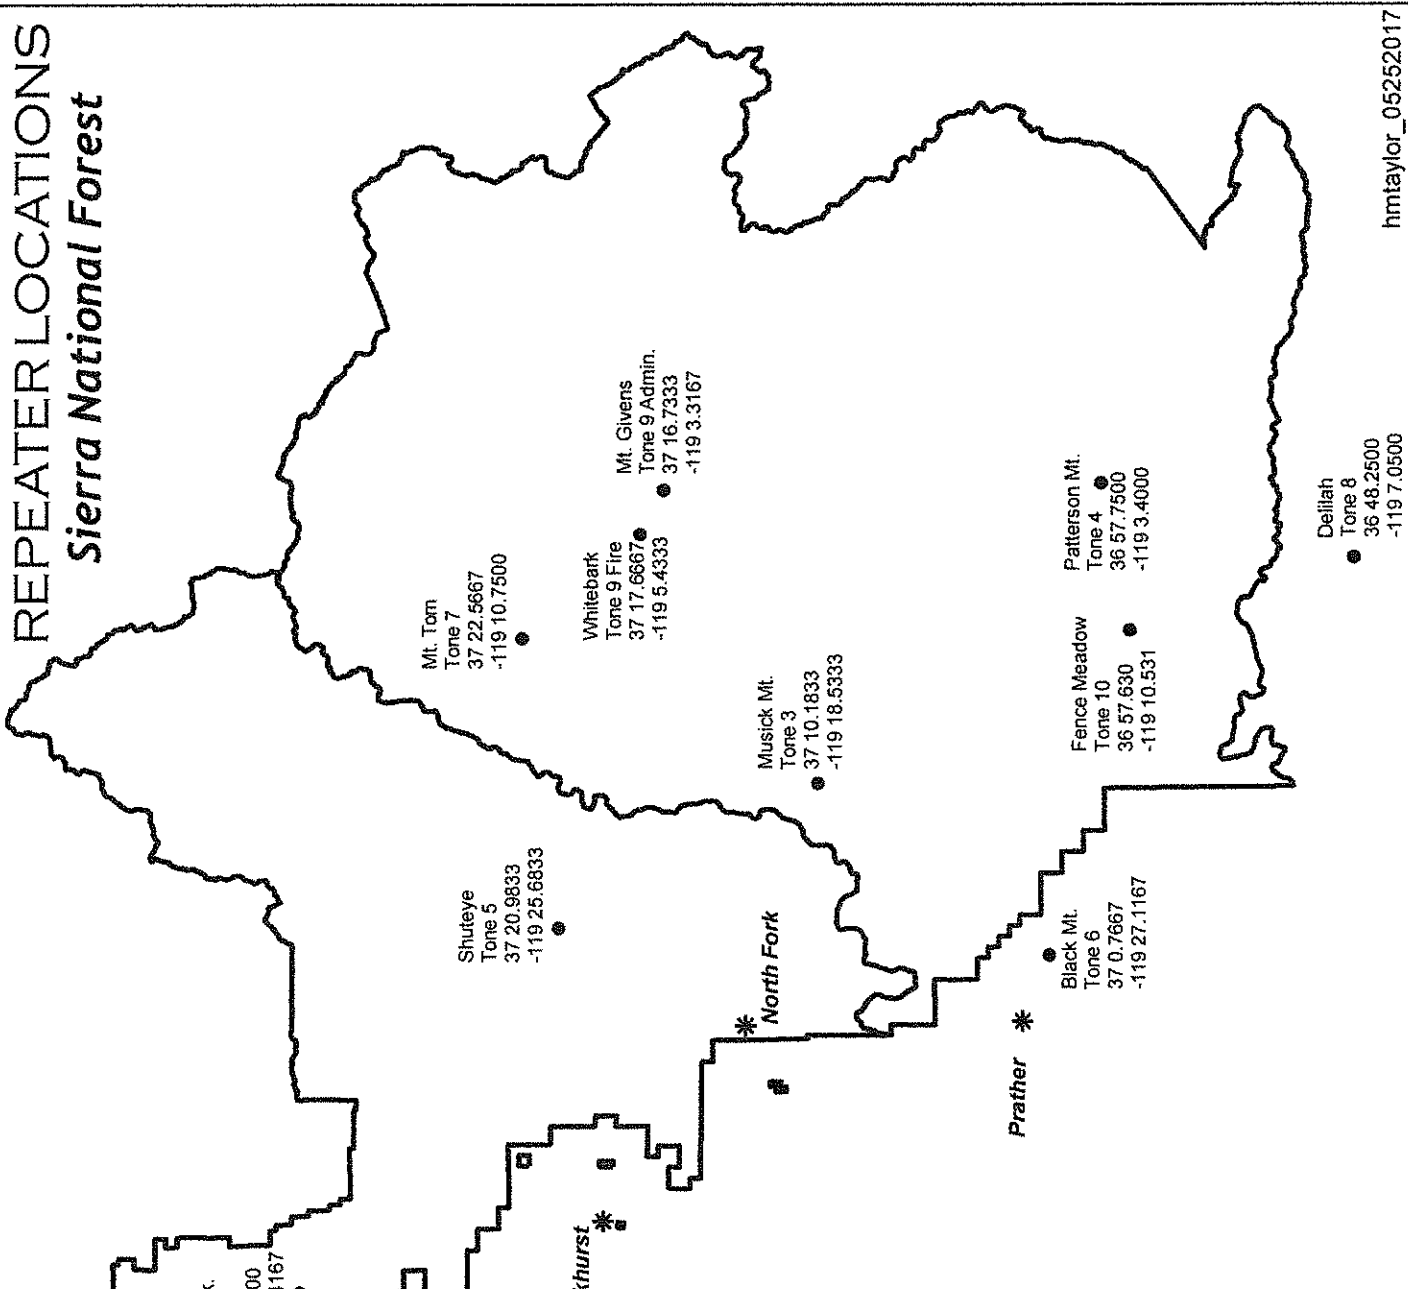 REPEATER LOCATIONS
Sierra National Forest
Mt. Tom
Tone 7
37 22.5667
-119 10.7500
Whitebark
Tone 9 Fire
37 17.6667
-119 5.4333
Mt. Givens
Tone 9 Admin.
37 16.7333
-119 3.3167
Shuteye
Tone 5
37 20.9833
-119 25.6833
Musick Mt.
Tone 3
37 10.1833
-119 18.5333
Patterson Mt.
Tone 4
36 57.7500
-119 3.4000
Fence Meadow
Tone 10
36 57.630
-119 10.531
Delilah
Tone 8
36 48.2500
-119 7.0500
Black Mt.
Tone 6
37 0.7667
-119 27.1167
North Fork
Prather
khurst
00
4167
hmtaylor_05252017